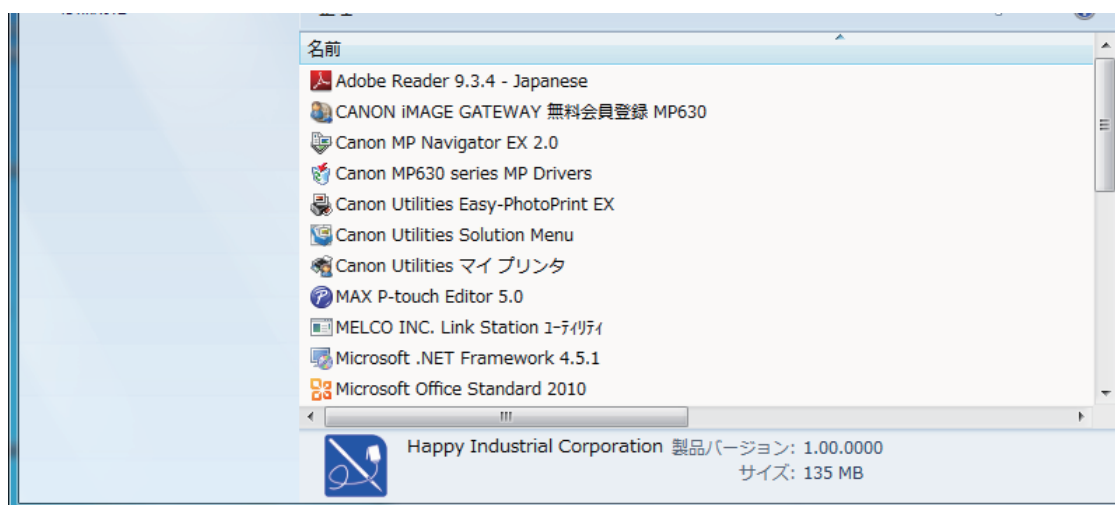 名前
Adobe Reader 9.3.4 - Japanese
CANON iMAGE GATEWAY 無料会員登録 MP630
Canon MP Navigator EX 2.0
Canon MP630 series MP Drivers
Canon Utilities Easy-PhotoPrint EX
Canon Utilities Solution Menu
Canon Utilities マイ プリンタ
MAX P-touch Editor 5.0
MELCO INC. Link Station ﾕｰﾃｨﾘﾃｨ
Microsoft .NET Framework 4.5.1
Microsoft Office Standard 2010
Happy Industrial Corporation 製品バージョン: 1.00.0000
サイズ: 135 MB